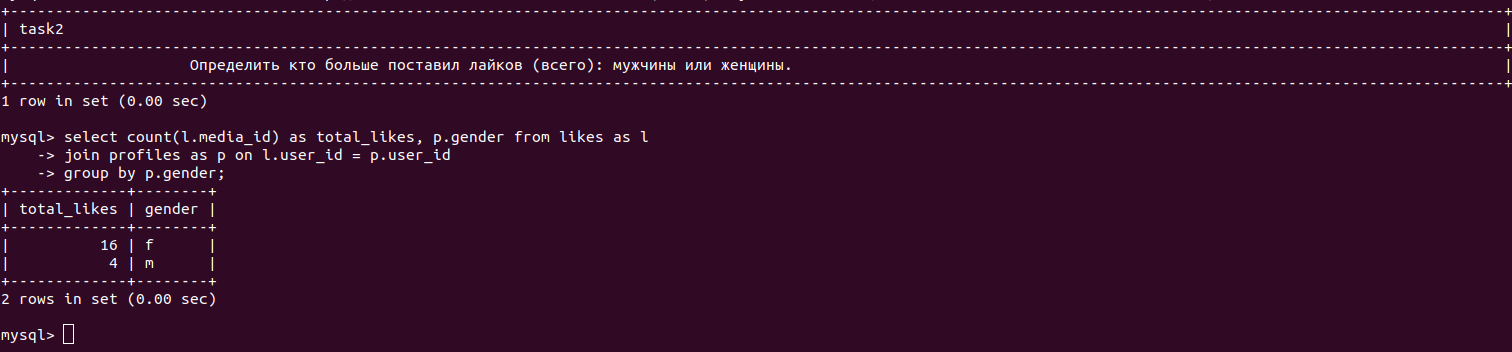 | task2 |
| Определить кто больше поставил лайков (всего): мужчины или женщины. |
1 row in set (0.00 sec)
mysql> select count(l.media_id) as total_likes, p.gender from likes as l
-> join profiles as p on l.user_id = p.user_id
-> group by p.gender;
+-------------+--------+
| total_likes | gender |
+-------------+--------+
| 16 | f |
| 4 | m |
+-------------+--------+
2 rows in set (0.00 sec)
mysql>